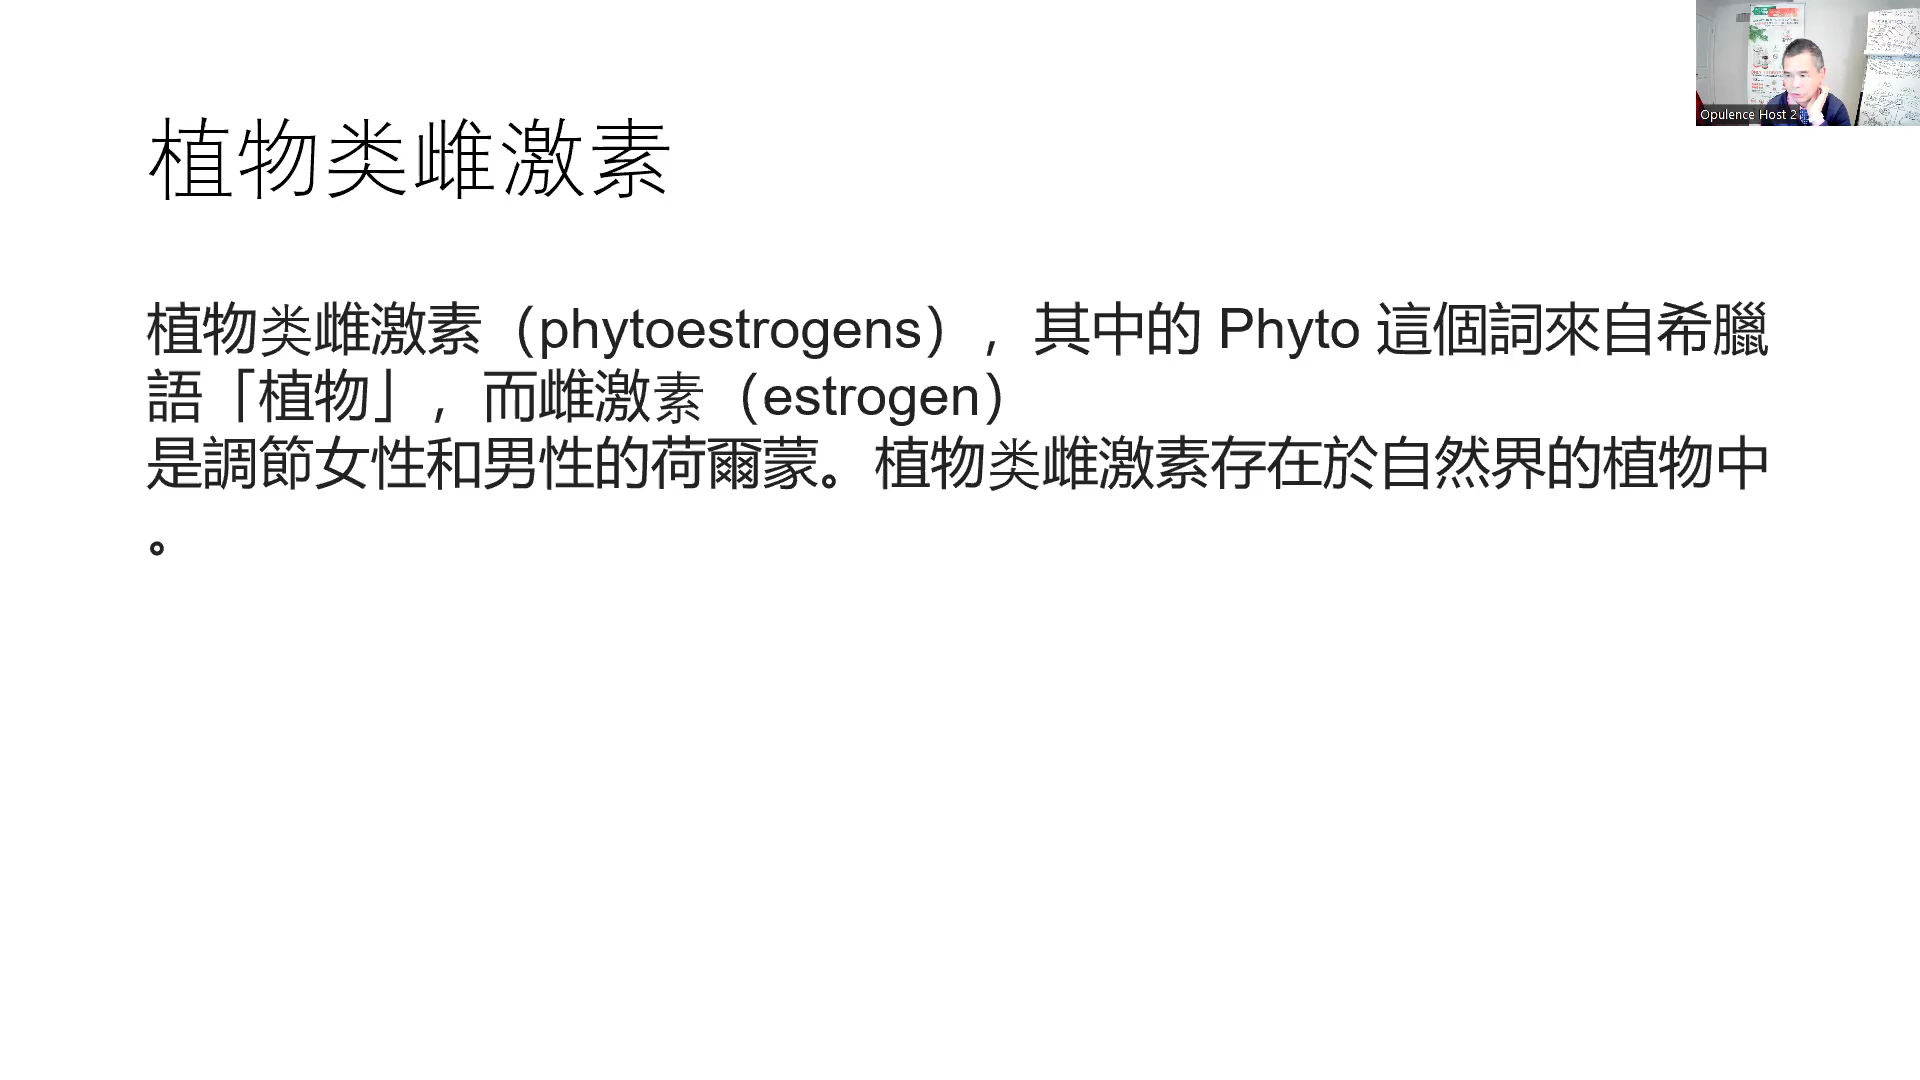 植物类雌激素
植物类雌激素（phytoestrogens），其中的 Phyto 這個詞來自希臘
語「植物」，而雌激素（estrogen）
是調節女性和男性的荷爾蒙。植物类雌激素存在於自然界的植物中
。
Opulence Host 2